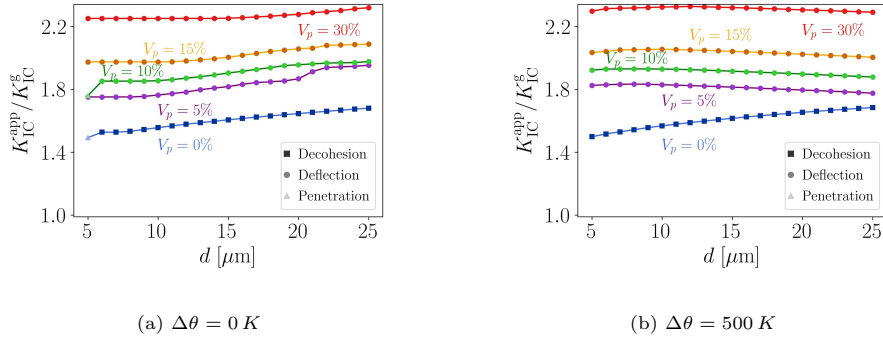 2.2
1.8
1.4
1.0
K_IC^app/K_IC^g
V_p = 30%
V_p = 15%
V_p = 10%
V_p = 5%
V_p = 0%
Decohesion
Deflection
Penetration
5 10 15 20 25
d [μm]
(a) Δθ = 0 K
2.2
1.8
1.4
1.0
K_IC^app/K_IC^g
V_p = 30%
V_p = 15%
V_p = 10%
V_p = 5%
V_p = 0%
Decohesion
Deflection
Penetration
5 10 15 20 25
d [μm]
(b) Δθ = 500 K